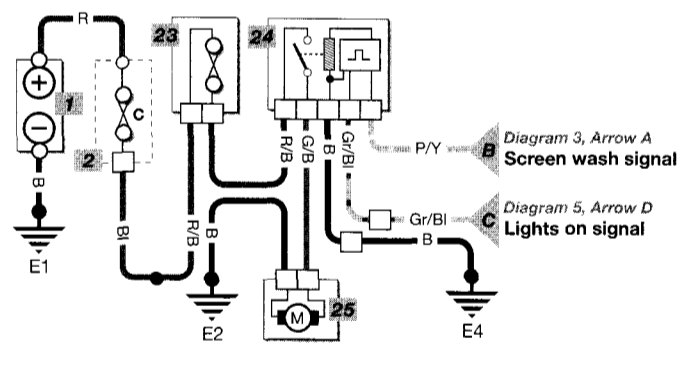 R
23
24
1
C
2
B
R/B
G/B
B
Gr/Bl
P/Y
B
Diagram 3, Arrow A
Screen wash signal
Bl
R/B
B
Gr/Bl
C
Diagram 5, Arrow D
Lights on signal
B
E1
M
25
E2
E4